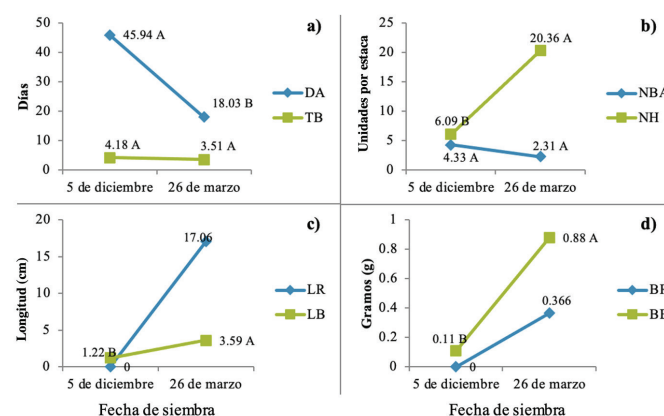 a)
50
40
30
20
10
0
Días
45.94 A
18.03 B
4.18 A
3.51 A
5 de diciembre
26 de marzo
DA
TB
b)
25
20
15
10
5
0
Unidades por estaca
20.36 A
6.09 B
4.33 A
2.31 A
5 de diciembre
26 de marzo
NBA
NH
c)
20
15
10
5
0
Longitud (cm)
17.06
1.22 B
0
3.59 A
5 de diciembre
26 de marzo
LR
LB
Fecha de siembra
d)
1
0.8
0.6
0.4
0.2
0
Gramos (g)
0.88 A
0.366
0.11 B
0
5 de diciembre
26 de marzo
Fecha de siembra